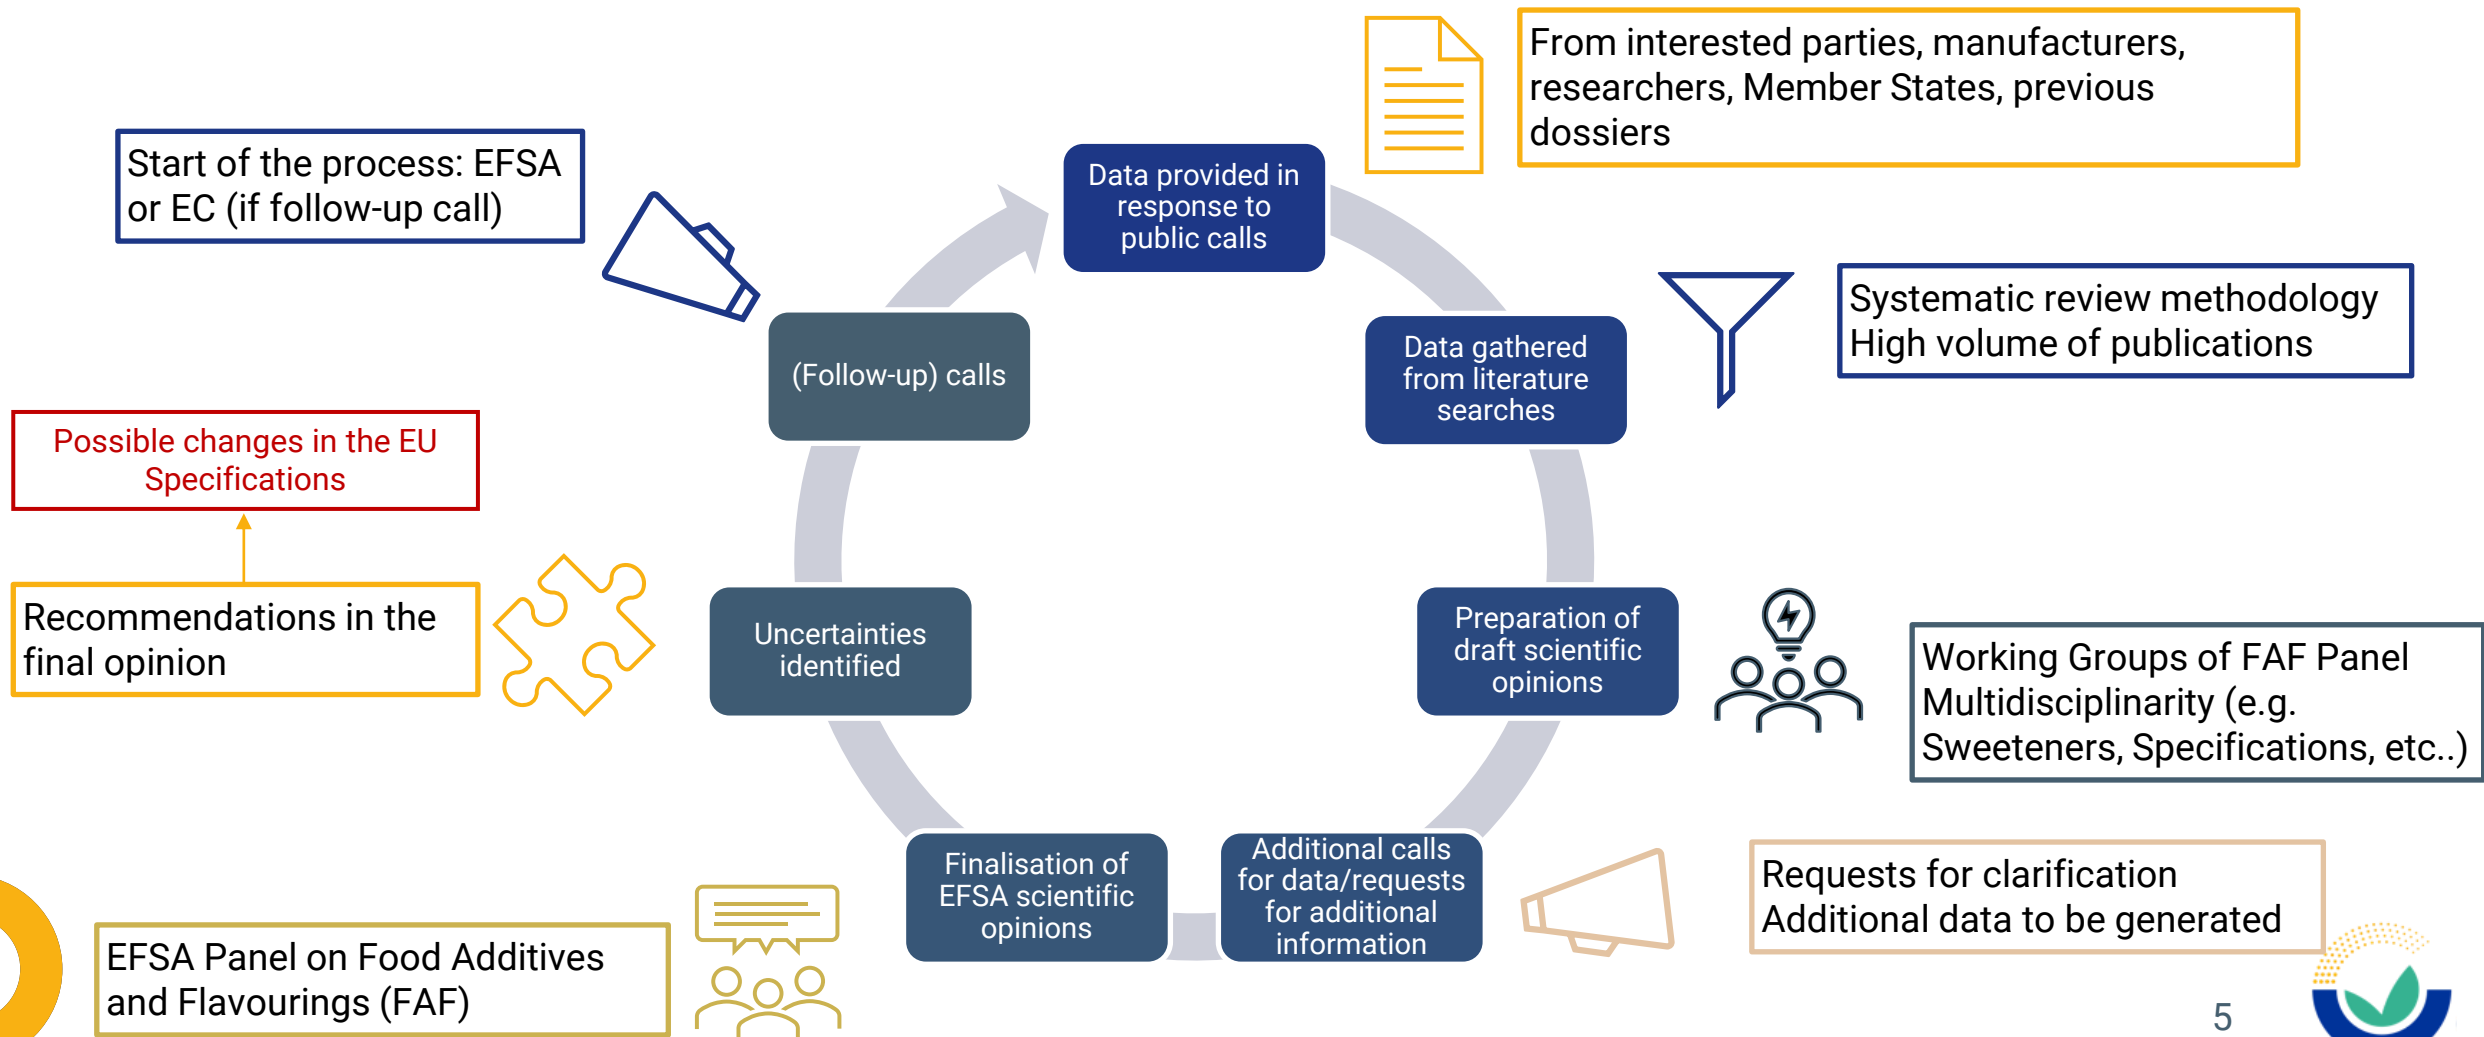 From interested parties, manufacturers,
researchers, Member States, previous
dossiers
Start of the process: EFSA
or EC (if follow-up call)
Data provided in
response to
public calls
Systematic review methodology
High volume of publications
Data gathered
from literature
searches
(Follow-up) calls
Possible changes in the EU
Specifications
Recommendations in the
final opinion
Uncertainties
identified
Preparation of
draft scientific
opinions
Working Groups of FAF Panel
Multidisciplinarity (e.g.
Sweeteners, Specifications, etc..)
Finalisation of
EFSA scientific
opinions
Additional calls
for data/requests
for additional
information
Requests for clarification
Additional data to be generated
EFSA Panel on Food Additives
and Flavourings (FAF)
5